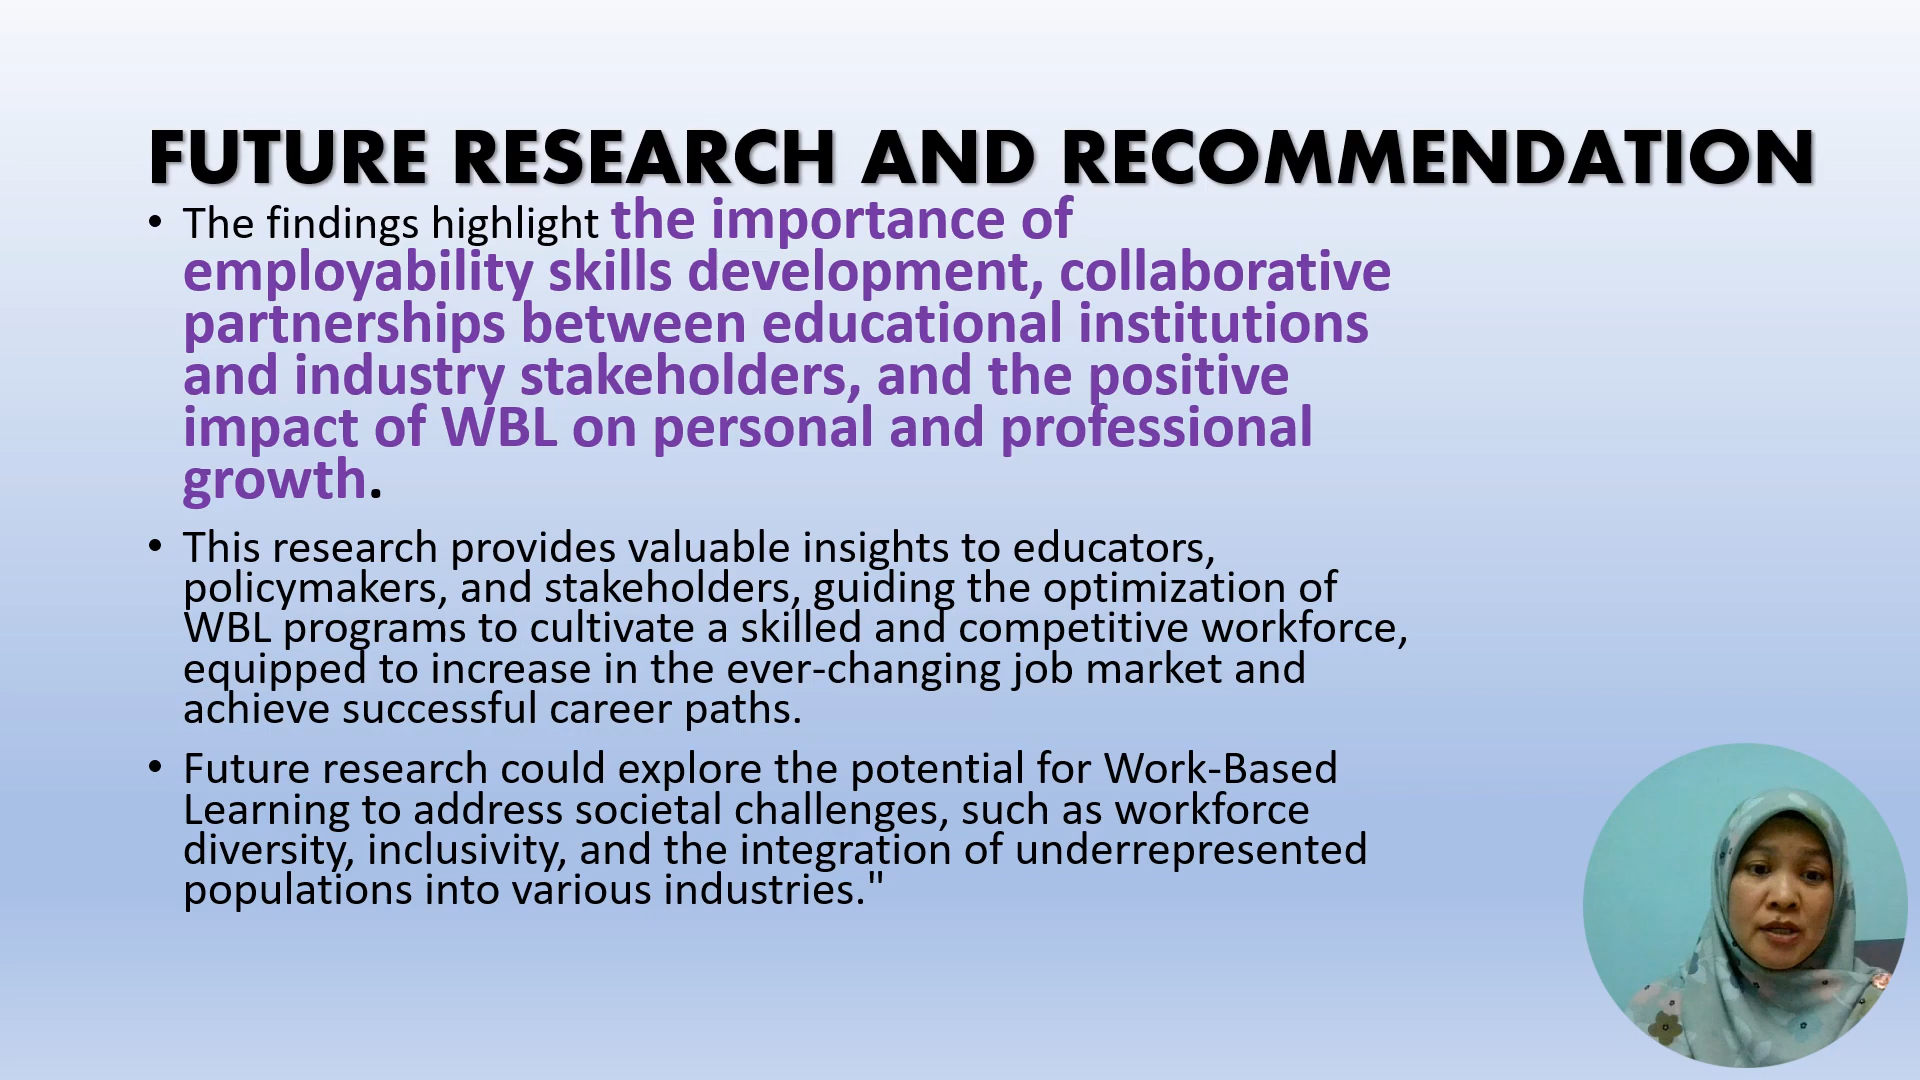 FUTURE RESEARCH AND RECOMMENDATION
• The findings highlight the importance of
employability skills development, collaborative
partnerships between educational institutions
and industry stakeholders, and the positive
impact of WBL on personal and professional
growth.
• This research provides valuable insights to educators,
policymakers, and stakeholders, guiding the optimization of
WBL programs to cultivate a skilled and competitive workforce,
equipped to increase in the ever-changing job market and
achieve successful career paths.
• Future research could explore the potential for Work-Based
Learning to address societal challenges, such as workforce
diversity, inclusivity, and the integration of underrepresented
populations into various industries."